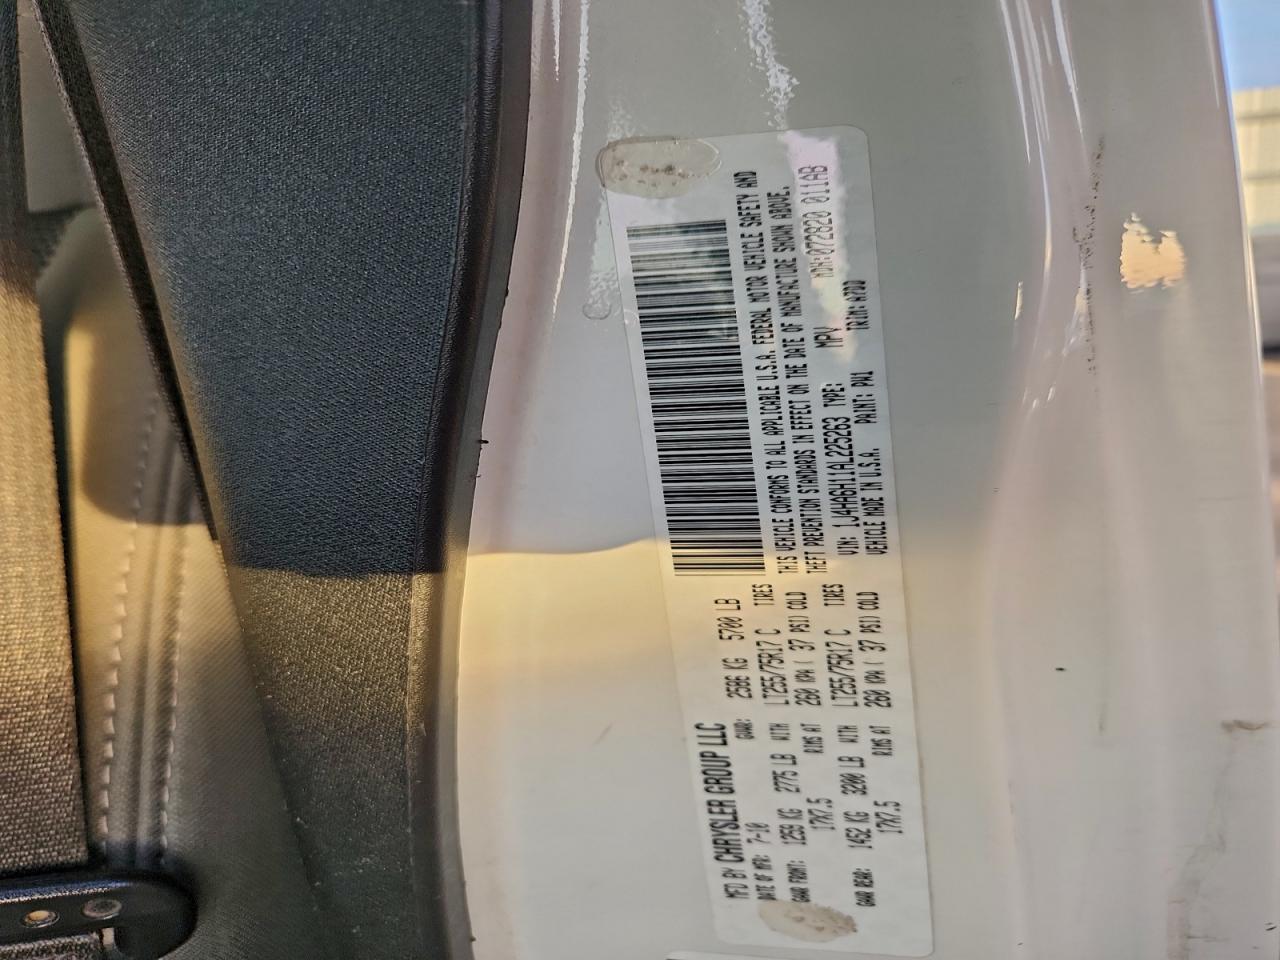 MFD BY CHRYSLER GROUP LLC
DATE OF MFR: 7-10 GVWR: 2586 KG 5700 LB
GAWR FRONT: 1259 KG 2775 LB WITH LT255/75R17 C TIRES
17X7.5 RIMS AT 260 KPA ( 37 PSI) COLD
GAWR REAR: 1452 KG 3200 LB WITH LT255/75R17 C TIRES
17X7.5 RIMS AT 260 KPA ( 37 PSI) COLD
THIS VEHICLE CONFORMS TO ALL APPLICABLE U.S.A. FEDERAL MOTOR VEHICLE SAFETY AND
THEFT PREVENTION STANDARDS IN EFFECT ON THE DATE OF MANUFACTURE SHOWN ABOVE.
VIN: 1J4HA6H11AL225263 TYPE: MPV MDH: 072820 011AB
VEHICLE MADE IN U.S.A. PAINT: PW1 TRIM: A7DD